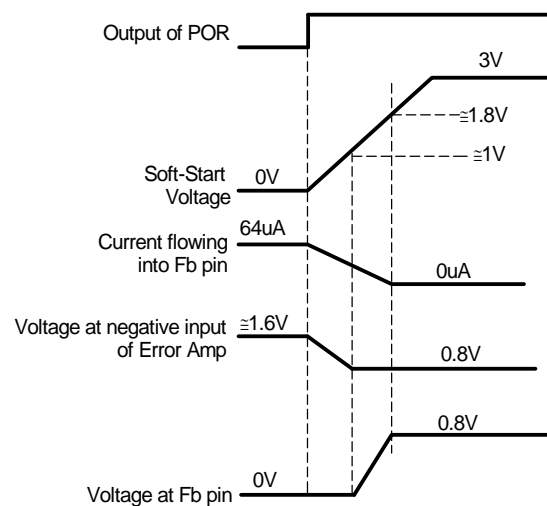 Output of POR
3V
≅1.8V
≅1V
Soft-Start
Voltage
0V
64uA
Current flowing
into Fb pin
0uA
Voltage at negative input
of Error Amp
≅1.6V
0.8V
0.8V
Voltage at Fb pin
0V